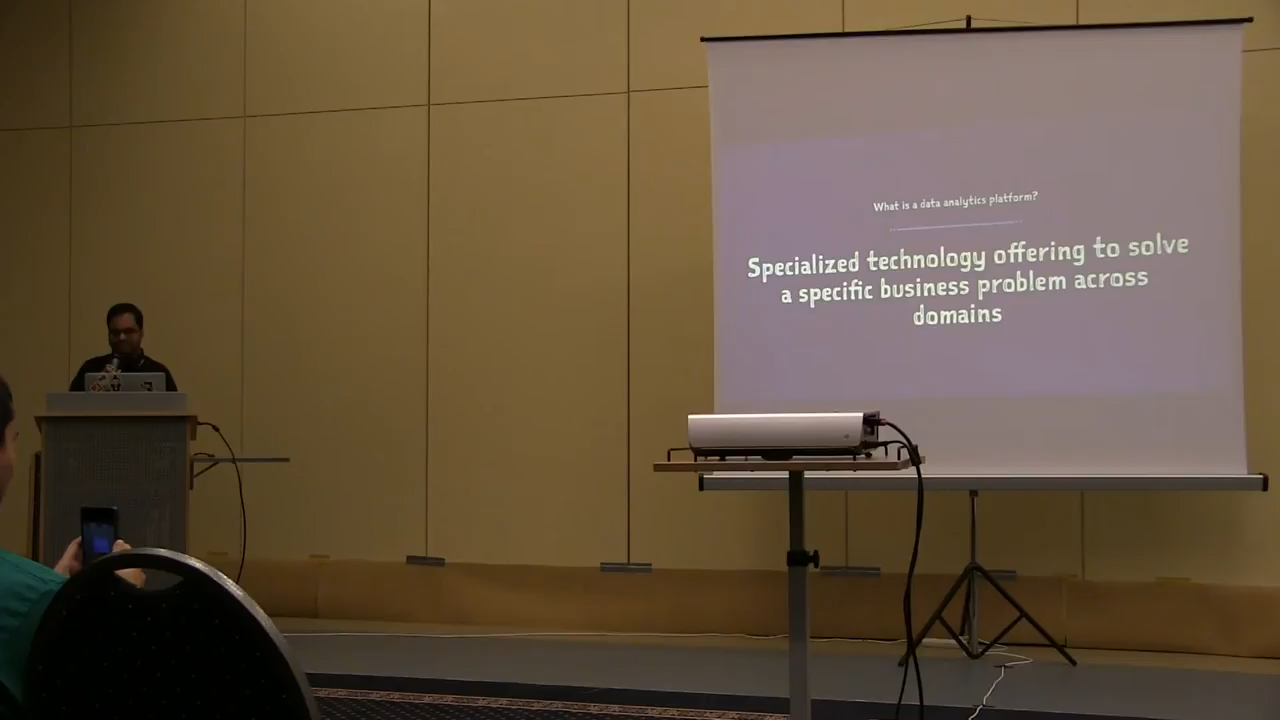 What is a data analytics platform?
Specialized technology offering to solve
a specific business problem across
domains